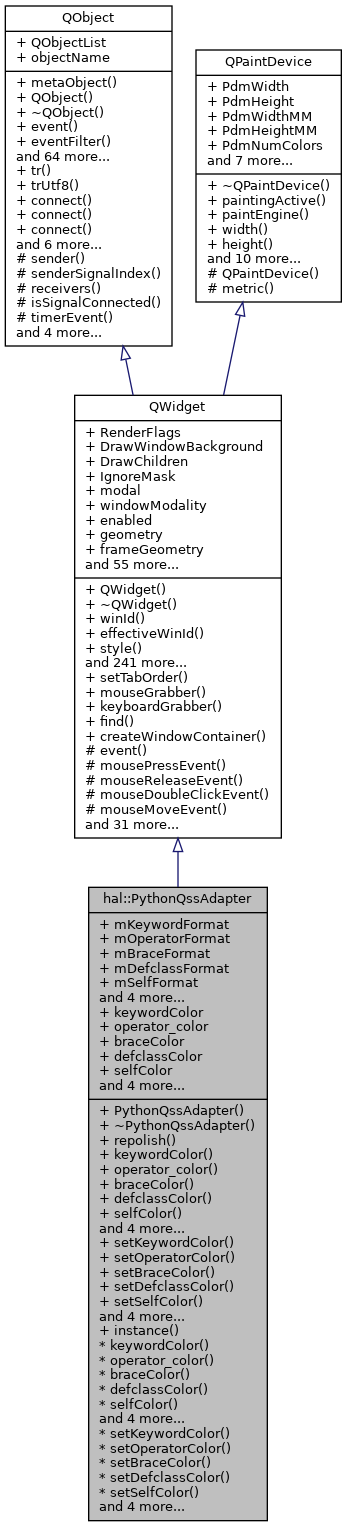 QObject
+ QObjectList
+ objectName
+ metaObject()
+ QObject()
+ ~QObject()
+ event()
+ eventFilter()
and 64 more...
+ tr()
+ trUtf8()
+ connect()
+ connect()
+ connect()
and 6 more...
# sender()
# senderSignalIndex()
# receivers()
# isSignalConnected()
# timerEvent()
and 4 more...
QPaintDevice
+ PdmWidth
+ PdmHeight
+ PdmWidthMM
+ PdmHeightMM
+ PdmNumColors
and 7 more...
+ ~QPaintDevice()
+ paintingActive()
+ paintEngine()
+ width()
+ height()
and 10 more...
# QPaintDevice()
# metric()
QWidget
+ RenderFlags
+ DrawWindowBackground
+ DrawChildren
+ IgnoreMask
+ modal
+ windowModality
+ enabled
+ geometry
+ frameGeometry
and 55 more...
+ QWidget()
+ ~QWidget()
+ winId()
+ effectiveWinId()
+ style()
and 241 more...
+ setTabOrder()
+ mouseGrabber()
+ keyboardGrabber()
+ find()
+ createWindowContainer()
# event()
# mousePressEvent()
# mouseReleaseEvent()
# mouseDoubleClickEvent()
# mouseMoveEvent()
and 31 more...
hal::PythonQssAdapter
+ mKeywordFormat
+ mOperatorFormat
+ mBraceFormat
+ mDefclassFormat
+ mSelfFormat
and 4 more...
+ keywordColor
+ operator_color
+ braceColor
+ defclassColor
+ selfColor
and 4 more...
+ PythonQssAdapter()
+ ~PythonQssAdapter()
+ repolish()
+ keywordColor()
+ operator_color()
+ braceColor()
+ defclassColor()
+ selfColor()
and 4 more...
+ setKeywordColor()
+ setOperatorColor()
+ setBraceColor()
+ setDefclassColor()
+ setSelfColor()
and 4 more...
+ instance()
* keywordColor()
* operator_color()
* braceColor()
* defclassColor()
* selfColor()
and 4 more...
* setKeywordColor()
* setOperatorColor()
* setBraceColor()
* setDefclassColor()
* setSelfColor()
and 4 more...